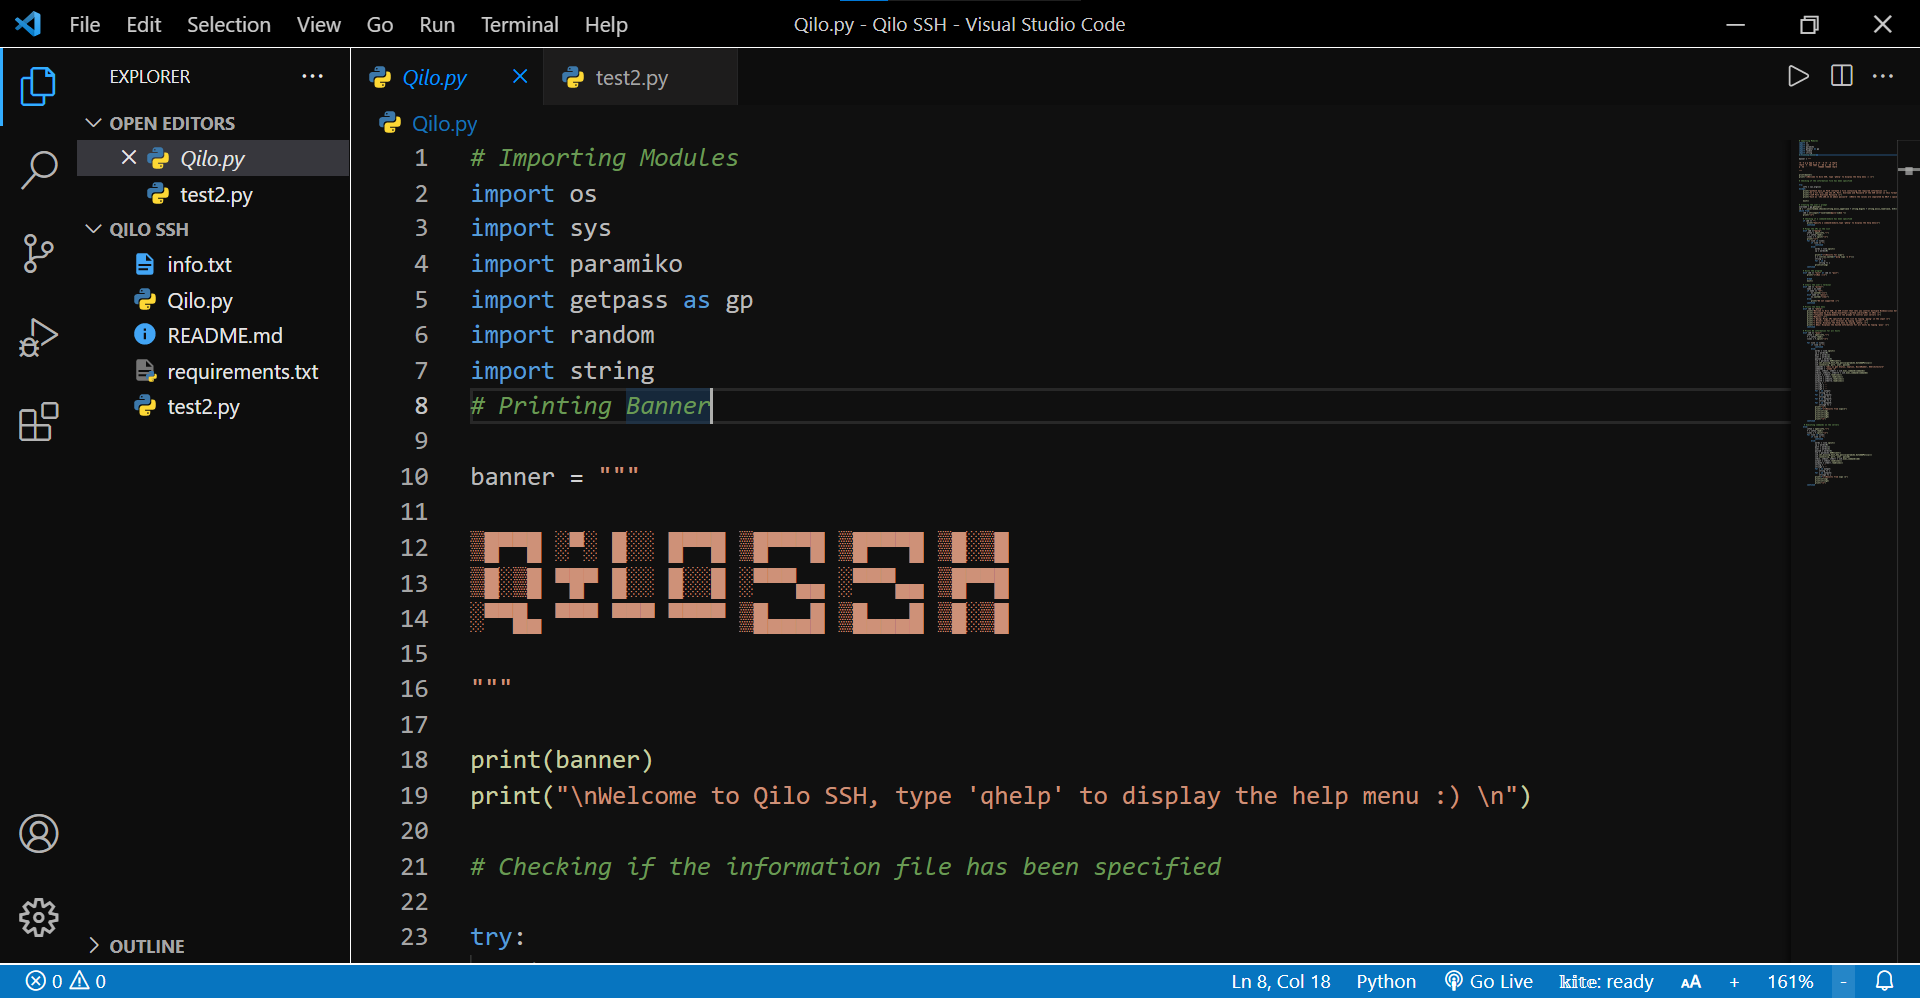 File Edit Selection View Go Run Terminal Help
Qilo.py - Qilo SSH - Visual Studio Code
EXPLORER
OPEN EDITORS
Qilo.py
test2.py
QILO SSH
info.txt
Qilo.py
README.md
requirements.txt
test2.py
OUTLINE
Qilo.py test2.py
Qilo.py
1 # Importing Modules
2 import os
3 import sys
4 import paramiko
5 import getpass as gp
6 import random
7 import string
8 # Printing Banner
9
10 banner = """
11
12
13
14
15
16 """
17
18 print(banner)
19 print("\nWelcome to Qilo SSH, type 'qhelp' to display the help menu :) \n")
20
21 # Checking if the information file has been specified
22
23 try:
0 0
Ln 8, Col 18 Python Go Live kite: ready AA + 161% -